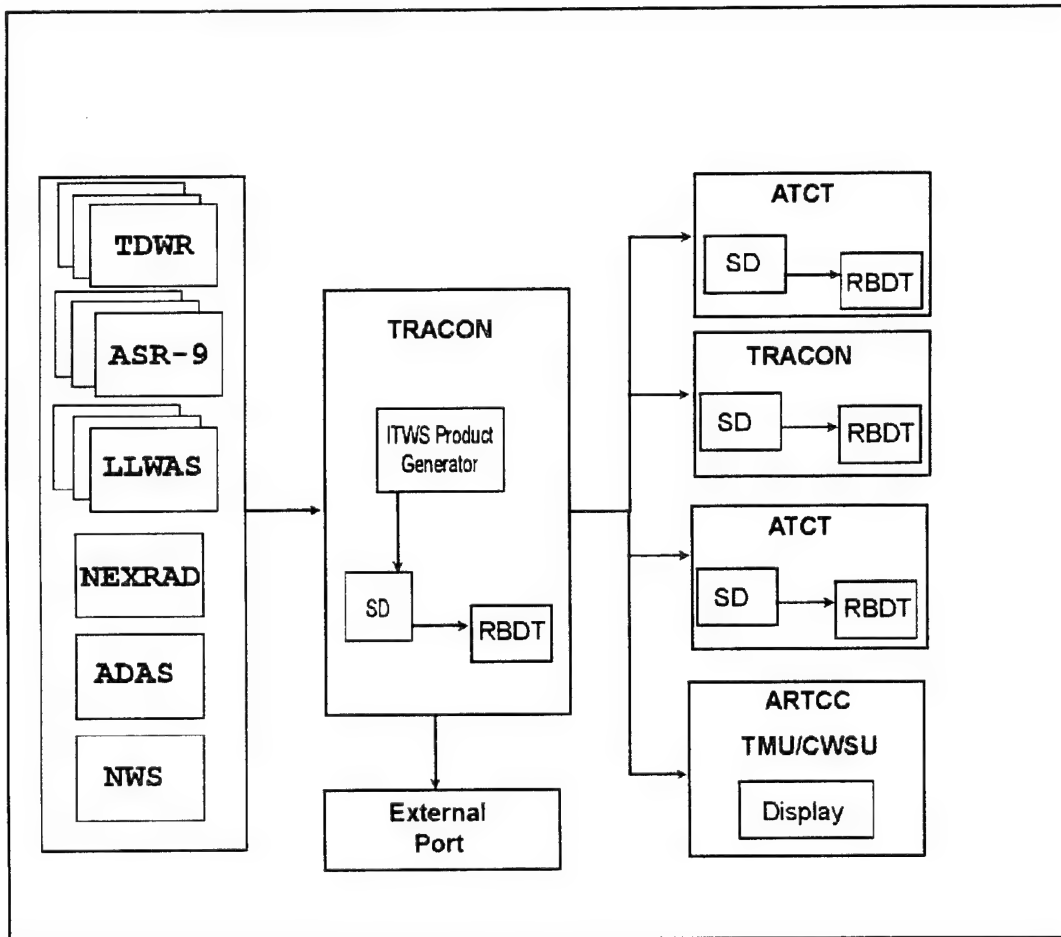 TDWR
ASR-9
LLWAS
NEXRAD
ADAS
NWS
TRACON
ITWS Product
Generator
SD
RBDT
External
Port
ATCT
SD
RBDT
TRACON
SD
RBDT
ATCT
SD
RBDT
ARTCC
TMU/CWSU
Display